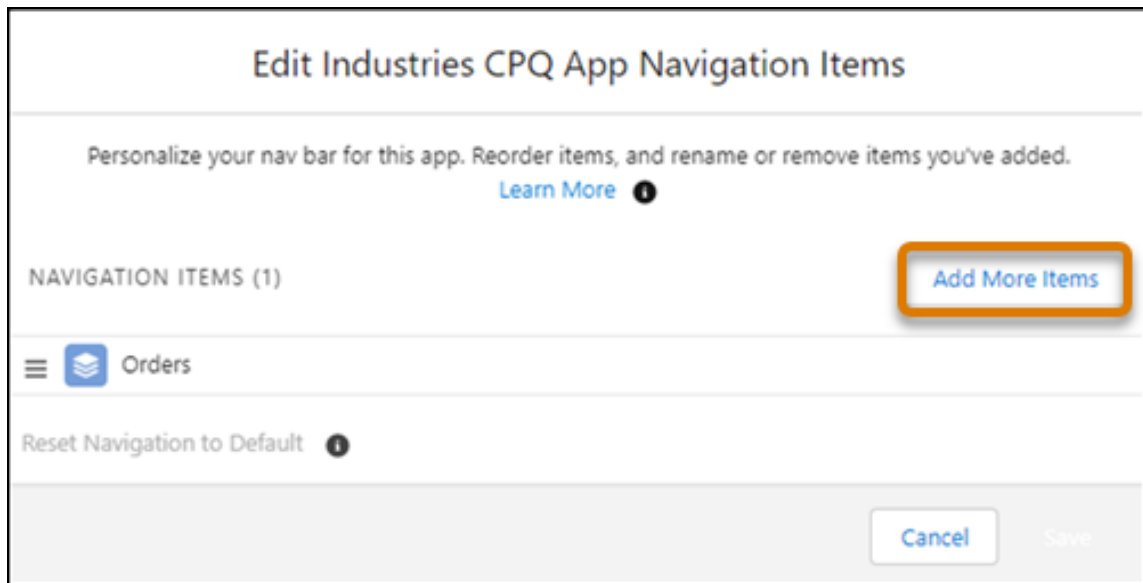 Edit Industries CPQ App Navigation Items
Personalize your nav bar for this app. Reorder items, and rename or remove items you've added.
Learn More
NAVIGATION ITEMS (1)
Add More Items
Orders
Reset Navigation to Default
Cancel
Save